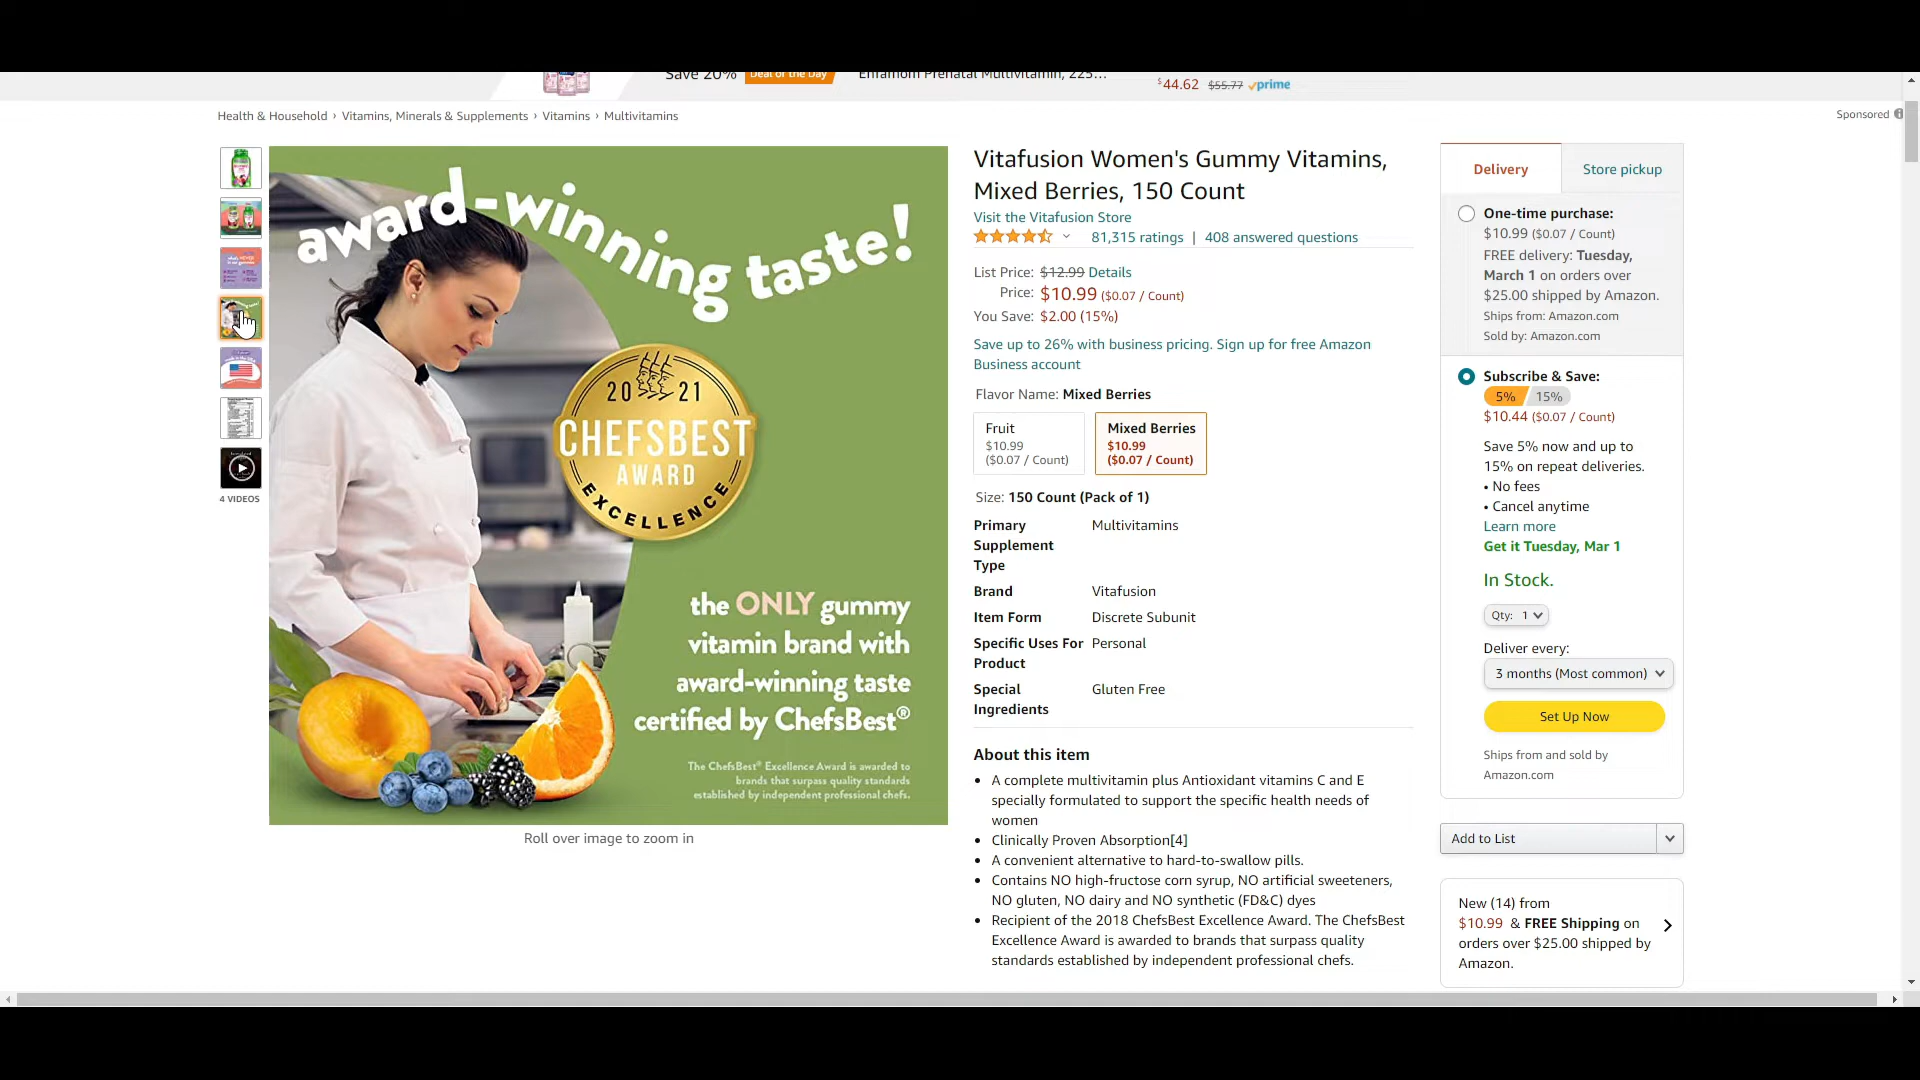 Save 20% Deal of the Day Enfamom Prenatal Multivitamin, 225… $44.62 $55.77 prime
Health & Household › Vitamins, Minerals & Supplements › Vitamins › Multivitamins
Sponsored
4 VIDEOS
award-winning taste!
20 21
CHEFSBEST
AWARD
EXCELLENCE
the ONLY gummy
vitamin brand with
award-winning taste
certified by ChefsBest®
The ChefsBest® Excellence Award is awarded to
brands that surpass quality standards
established by independent professional chefs.
Roll over image to zoom in
Vitafusion Women's Gummy Vitamins,
Mixed Berries, 150 Count
Visit the Vitafusion Store
81,315 ratings | 408 answered questions
List Price: $12.99 Details
Price: $10.99 ($0.07 / Count)
You Save: $2.00 (15%)
Save up to 26% with business pricing. Sign up for free Amazon
Business account
Flavor Name: Mixed Berries
Fruit
$10.99
($0.07 / Count)
Mixed Berries
$10.99
($0.07 / Count)
Size: 150 Count (Pack of 1)
Primary Multivitamins
Supplement
Type
Brand Vitafusion
Item Form Discrete Subunit
Specific Uses For Personal
Product
Special Gluten Free
Ingredients
About this item
• A complete multivitamin plus Antioxidant vitamins C and E
specially formulated to support the specific health needs of
women
• Clinically Proven Absorption[4]
• A convenient alternative to hard-to-swallow pills.
• Contains NO high-fructose corn syrup, NO artificial sweeteners,
NO gluten, NO dairy and NO synthetic (FD&C) dyes
• Recipient of the 2018 ChefsBest Excellence Award. The ChefsBest
Excellence Award is awarded to brands that surpass quality
standards established by independent professional chefs.
Delivery Store pickup
One-time purchase:
$10.99 ($0.07 / Count)
FREE delivery: Tuesday,
March 1 on orders over
$25.00 shipped by Amazon.
Ships from: Amazon.com
Sold by: Amazon.com
Subscribe & Save:
5% 15%
$10.44 ($0.07 / Count)
Save 5% now and up to
15% on repeat deliveries.
• No fees
• Cancel anytime
Learn more
Get it Tuesday, Mar 1
In Stock.
Qty: 1
Deliver every:
3 months (Most common)
Set Up Now
Ships from and sold by
Amazon.com
Add to List
New (14) from
$10.99 & FREE Shipping on
orders over $25.00 shipped by
Amazon.